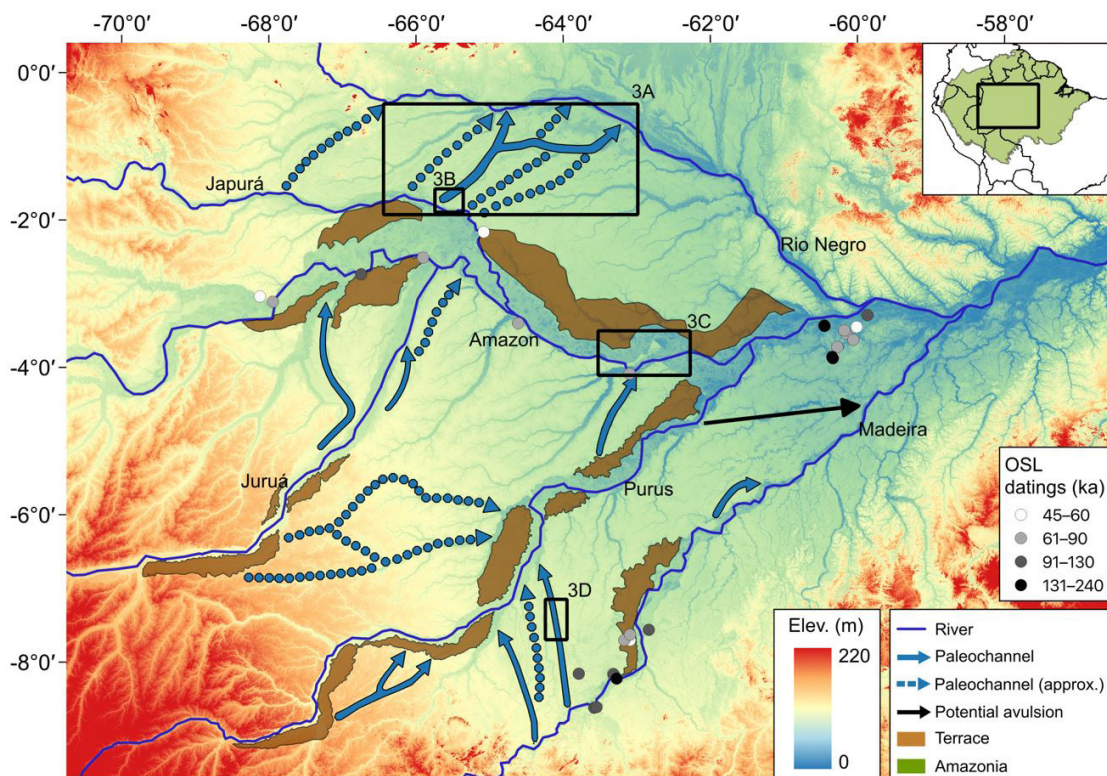 -70°0′ -68°0′ -66°0′ -64°0′ -62°0′ -60°0′ -58°0′
0°0′
-2°0′
-4°0′
-6°0′
-8°0′
3A
Japurá
3B
Rio Negro
3C
Amazon
Madeira
Juruá
Purus
3D
OSL
datings (ka)
45–60
61–90
91–130
131–240
Elev. (m)
220
0
River
Paleochannel
Paleochannel (approx.)
Potential avulsion
Terrace
Amazonia